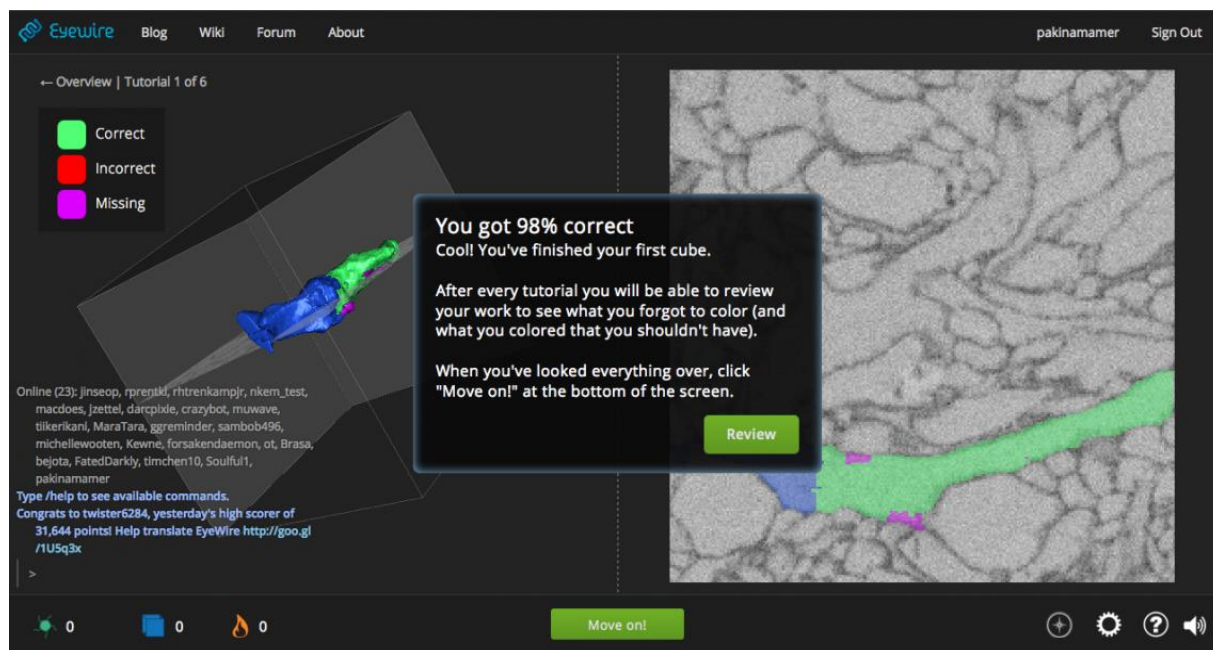 Eyewire Blog Wiki Forum About pakinamamer Sign Out
← Overview | Tutorial 1 of 6
Correct
Incorrect
Missing
You got 98% correct
Cool! You've finished your first cube.
After every tutorial you will be able to review
your work to see what you forgot to color (and
what you colored that you shouldn't have).
When you've looked everything over, click
"Move on!" at the bottom of the screen.
Review
Online (23): jinseop, rprentki, rhtrenkampjr, nkem_test,
macdoes, jzettel, darcpixle, crazybot, muwave,
tiikerikani, MaraTara, ggreminder, sambob496,
michellewooten, Kewne, forsakendaemon, ot, Brasa,
bejota, FatedDarkly, timchen10, Soulful1,
pakinamamer
Type /help to see available commands.
Congrats to twister6284, yesterday's high scorer of
31,644 points! Help translate EyeWire http://goo.gl
/1U5q3x
>
0 0 0 Move on! ?